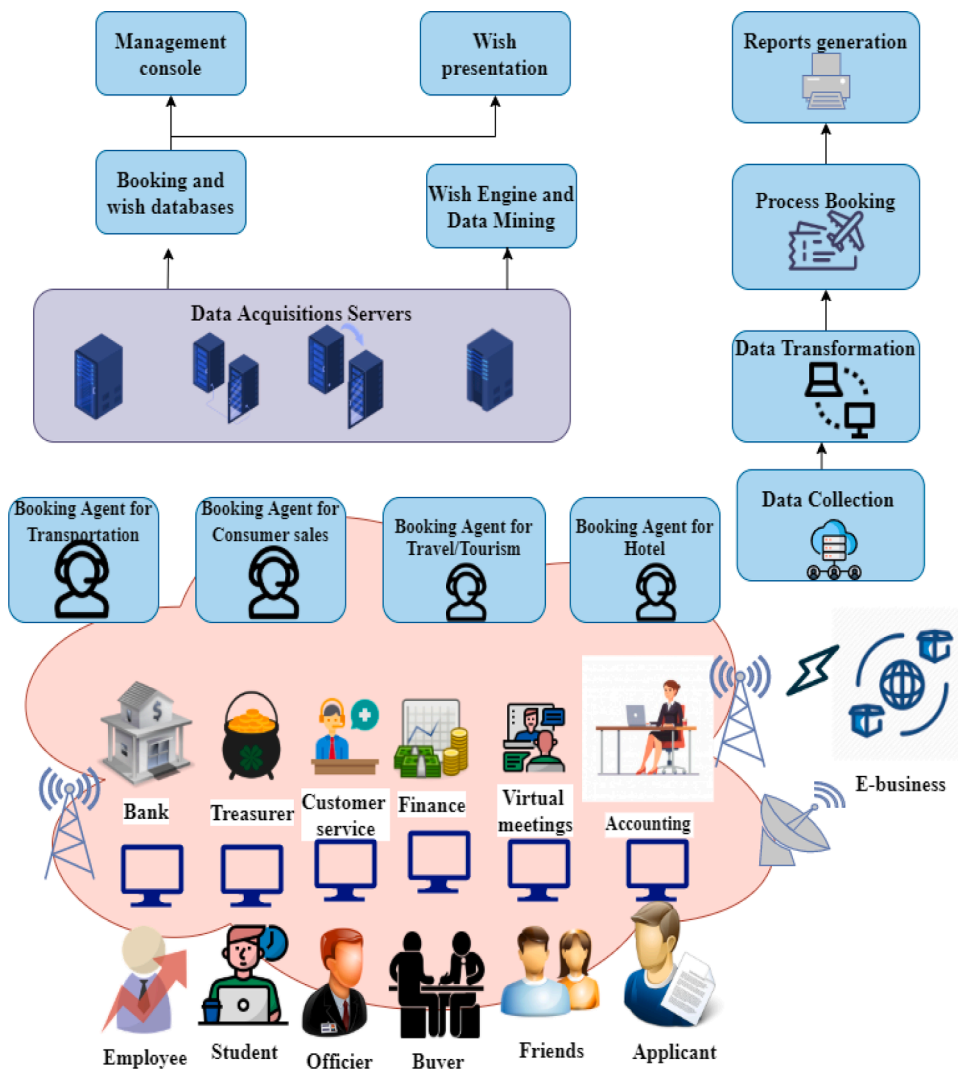 Management
console
Wish
presentation
Reports generation
Booking and
wish databases
Wish Engine and
Data Mining
Process Booking
Data Acquisitions Servers
Data Transformation
Data Collection
Booking Agent for
Transportation
Booking Agent for
Consumer sales
Booking Agent for
Travel/Tourism
Booking Agent for
Hotel
E-business
Bank
Treasurer
Customer
service
Finance
Virtual
meetings
Accounting
Employee
Student
Officier
Buver
Friends
Applicant